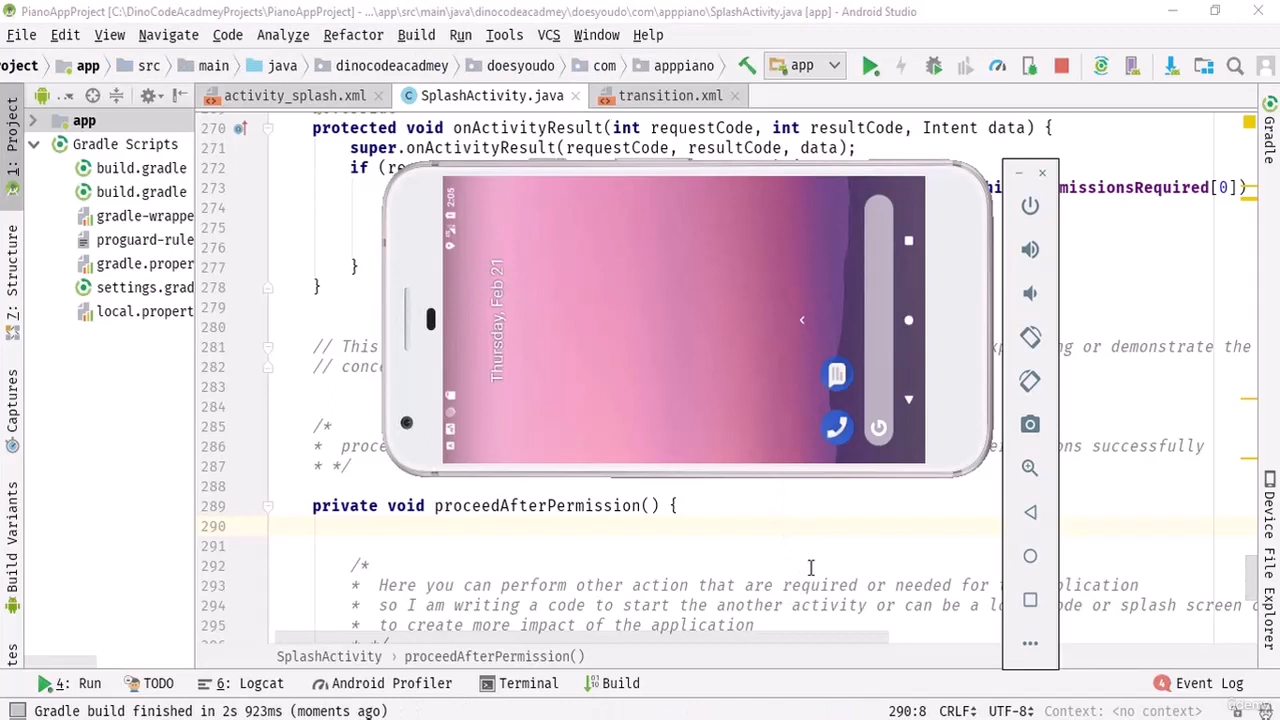 PianoAppProject [C:\DinoCodeAcadmeyProjects\PianoAppProject] - ...\app\src\main\java\dinocodeacadmey\doesyoudo\com\apppiano\SplashActivity.java [app] - Android Studio
File Edit View Navigate Code Analyze Refactor Build Run Tools VCS Window Help
roject app src main java dinocodeacadmey doesyoudo com apppiano app
activity_splash.xml SplashActivity.java transition.xml
1: Project
7: Structure
Captures
Build Variants
tes
app
Gradle Scripts
build.gradle
build.gradle
gradle-wrappe
proguard-rule
gradle.proper
settings.grad
local.propert
270 protected void onActivityResult(int requestCode, int resultCode, Intent data) {
271 super.onActivityResult(requestCode, resultCode, data);
272 if (re
273 missionsRequired[0])
274
275
276
277 }
278 }
279
280
281 // This ng or demonstrate the
282 // conc
283
284
285 /*
286 * proc ions successfully
287 * */
288
289 private void proceedAfterPermission() {
290
291
292 /*
293 * Here you can perform other action that are required or needed for t plication
294 so I am writing a code to start the another activity or can be a lo ode or splash screen
295 to create more impact of the application
* */
2:05
Thursday, Feb 21
Gradle
Device File Explorer
SplashActivity › proceedAfterPermission()
4: Run TODO 6: Logcat Android Profiler Terminal Build 4 Event Log
Gradle build finished in 2s 923ms (moments ago) 290:8 CRLF UTF-8 Context: <no context>